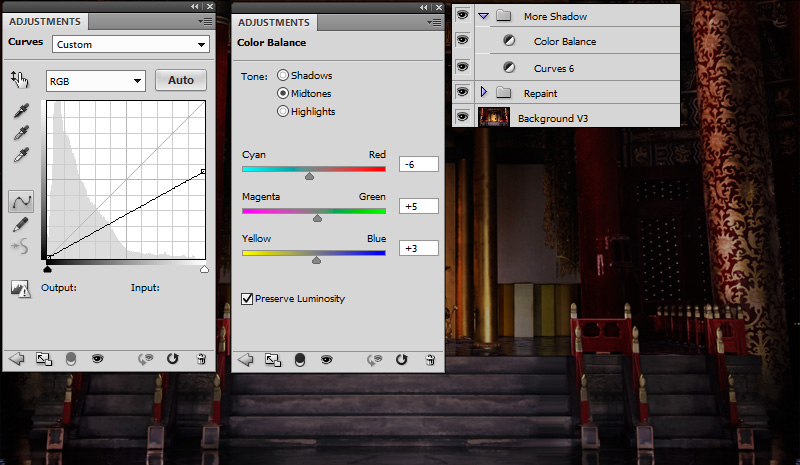 ADJUSTMENTS
Curves
Custom
RGB
Auto
Output:
Input:
ADJUSTMENTS
Color Balance
Tone:
Shadows
Midtones
Highlights
Cyan
Red
-6
Magenta
Green
+5
Yellow
Blue
+3
Preserve Luminosity
More Shadow
Color Balance
Curves 6
Repaint
Background V3